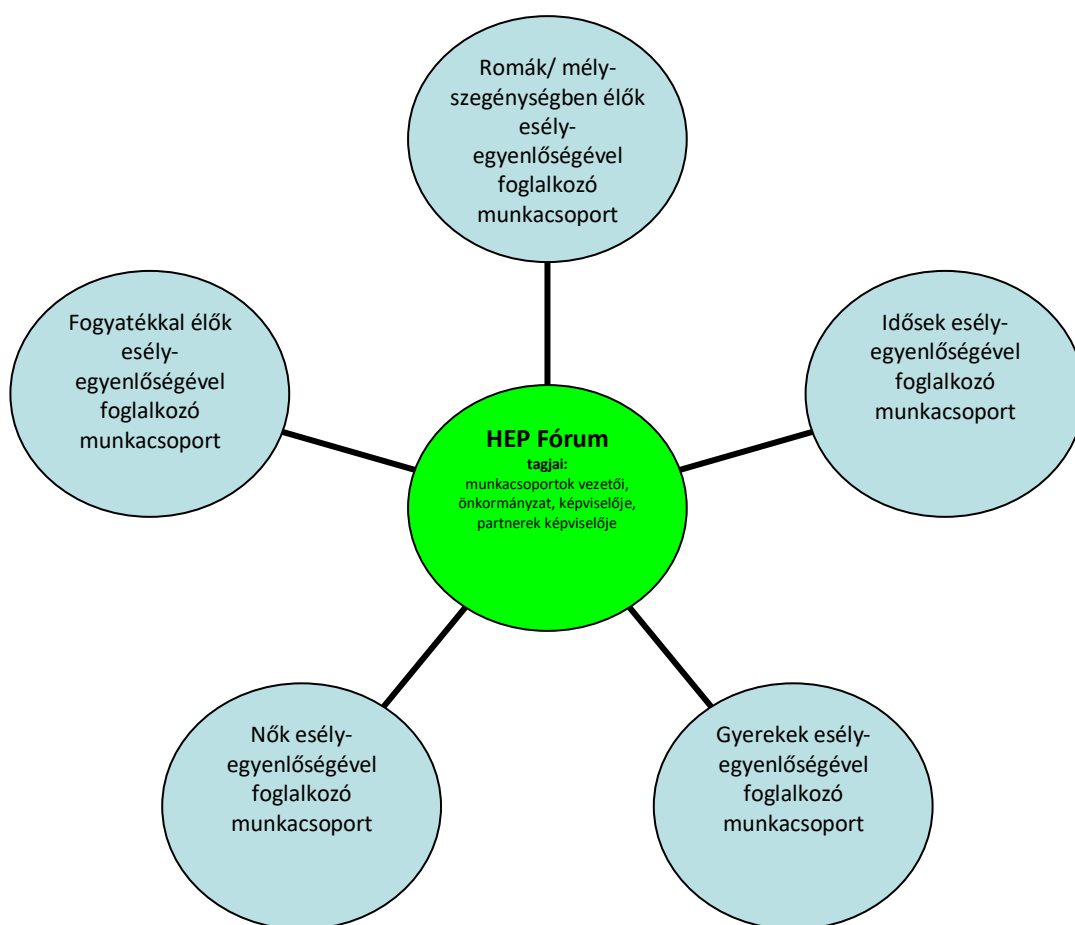 Romák/ mély-
szegénységben élők
esély-
egyenlőségével
foglalkozó
munkacsoport
Fogyatékkal élők
esély-
egyenlőségével
foglalkozó
munkacsoport
Idősek esély-
egyenlőségével
foglalkozó
munkacsoport
HEP Fórum
tagjai:
munkacsoportok vezetői,
önkormányzat, képviselője,
partnerek képviselője
Nők esély-
egyenlőségével
foglalkozó
munkacsoport
Gyerekek esély-
egyenlőségével
foglalkozó
munkacsoport